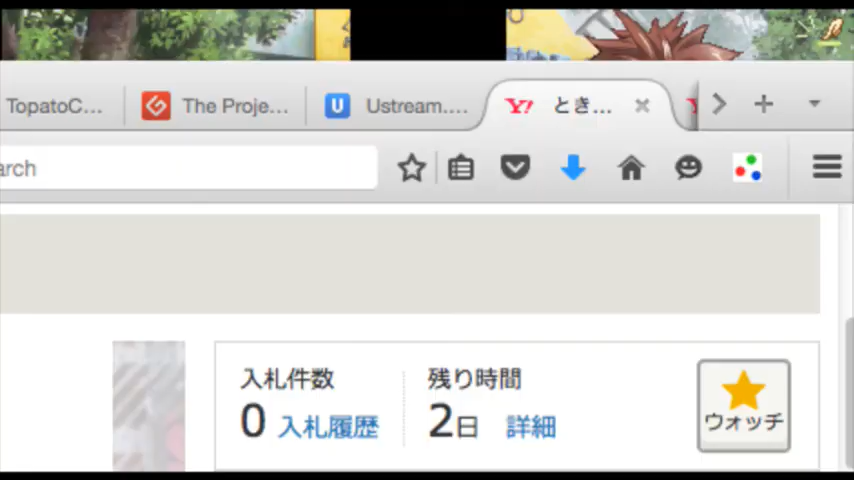 TopatoC... The Proje... U Ustream.... Y! とき...
arch
入札件数 残り時間
0 入札履歴 2日 詳細
ウォッチ